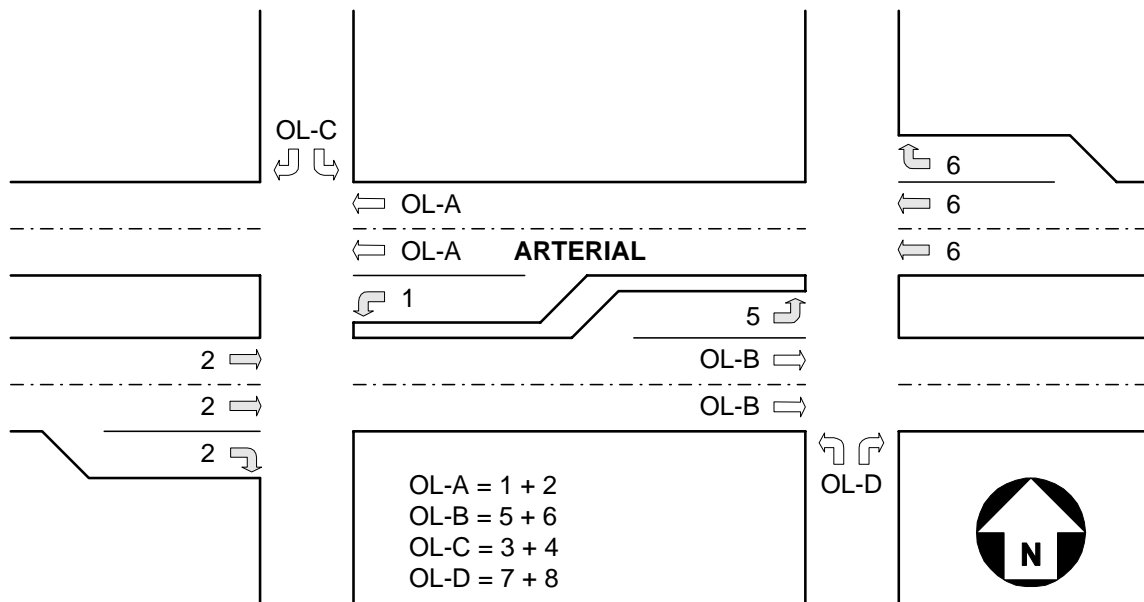 OL-C
6
OL-A
6
OL-A ARTERIAL
6
1
5
2
OL-B
2
OL-B
2
OL-D
OL-A = 1 + 2
OL-B = 5 + 6
OL-C = 3 + 4
OL-D = 7 + 8
N